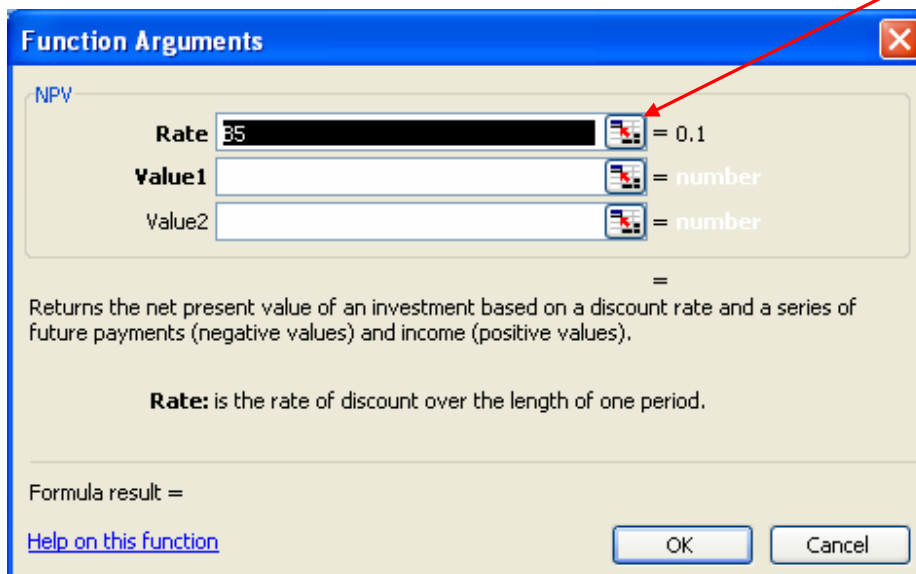 Function Arguments
NPV
Rate B5 = 0.1
Value1 = number
Value2 = number
=
Returns the net present value of an investment based on a discount rate and a series of
future payments (negative values) and income (positive values).
Rate: is the rate of discount over the length of one period.
Formula result =
Help on this function
OK Cancel